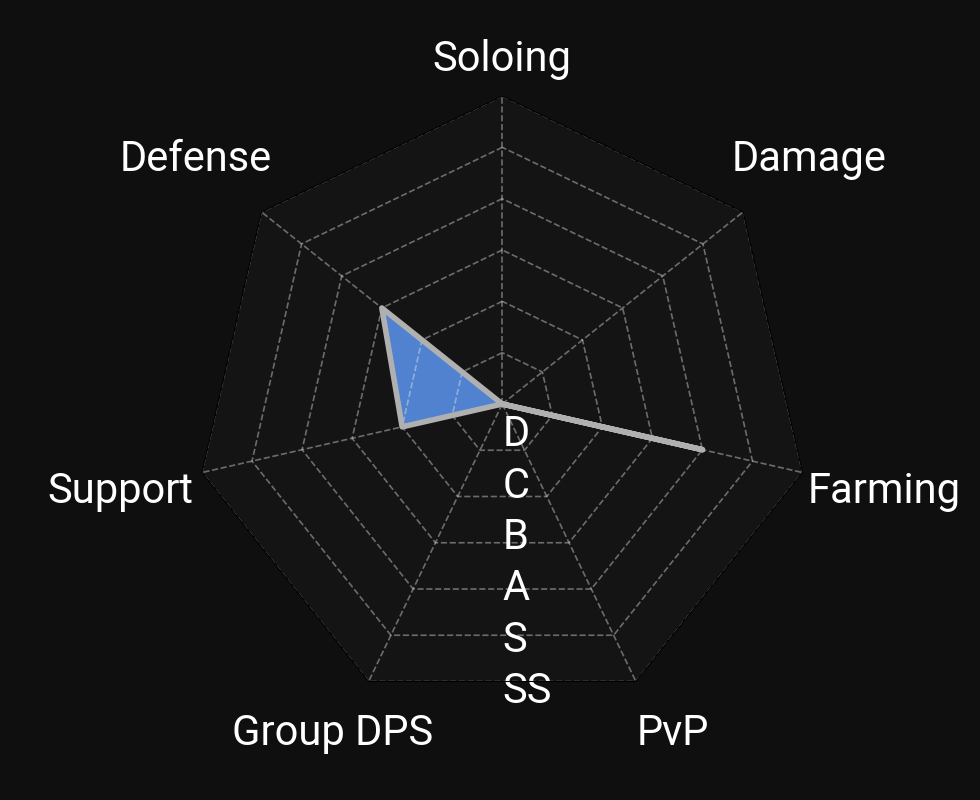 Soloing
Defense
Damage
D
C
Support
Farming
B
A
S
SS
Group DPS
PvP